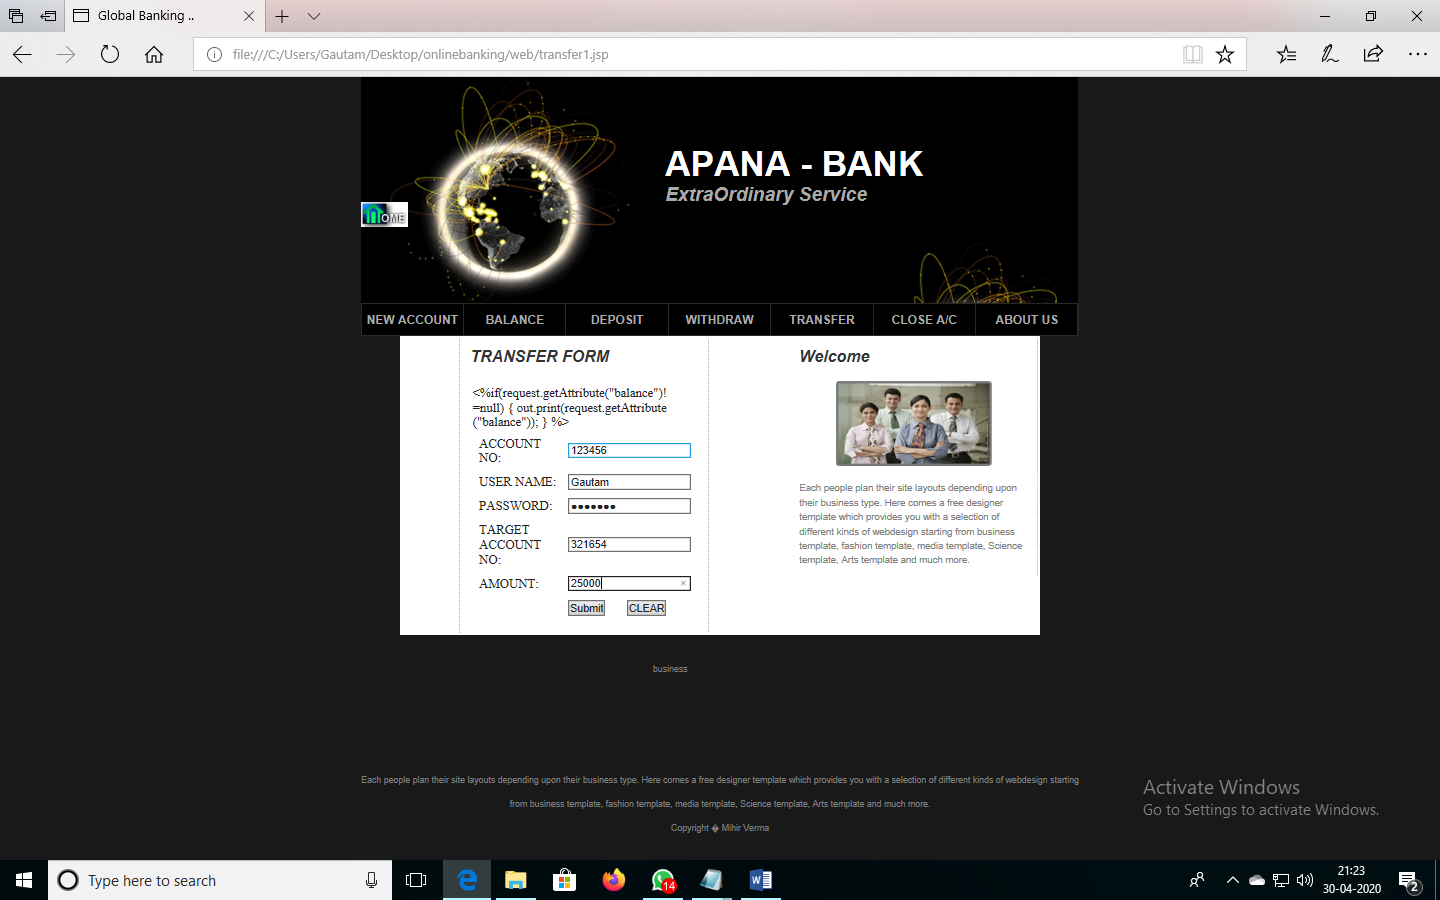 Global Banking ..
file:///C:/Users/Gautam/Desktop/onlinebanking/web/transfer1.jsp
APANA - BANK
ExtraOrdinary Service
HOME
NEW ACCOUNT BALANCE DEPOSIT WITHDRAW TRANSFER CLOSE A/C ABOUT US
TRANSFER FORM
<%if(request.getAttribute("balance")!
=null) { out.print(request.getAttribute
("balance")); } %>
ACCOUNT
NO:
123456
USER NAME: Gautam
PASSWORD: ●●●●●●●
TARGET
ACCOUNT
NO:
321654
AMOUNT: 25000
Submit CLEAR
Welcome
Each people plan their site layouts depending upon
their business type. Here comes a free designer
template which provides you with a selection of
different kinds of webdesign starting from business
template, fashion template, media template, Science
template, Arts template and much more.
business
Each people plan their site layouts depending upon their business type. Here comes a free designer template which provides you with a selection of different kinds of webdesign starting
from business template, fashion template, media template, Science template, Arts template and much more.
Copyright � Mihir Verma
Activate Windows
Go to Settings to activate Windows.
Type here to search
14
21:23
30-04-2020
2